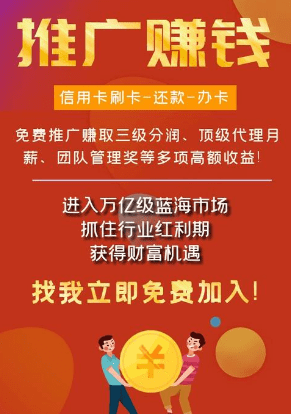 推广赚钱
信用卡刷卡-还款-办卡
免费推广赚取三级分润、顶级代理月
薪、团队管理奖等多项高额收益！
进入万亿级蓝海市场
抓住行业红利期
获得财富机遇
找我立即免费加入！
¥